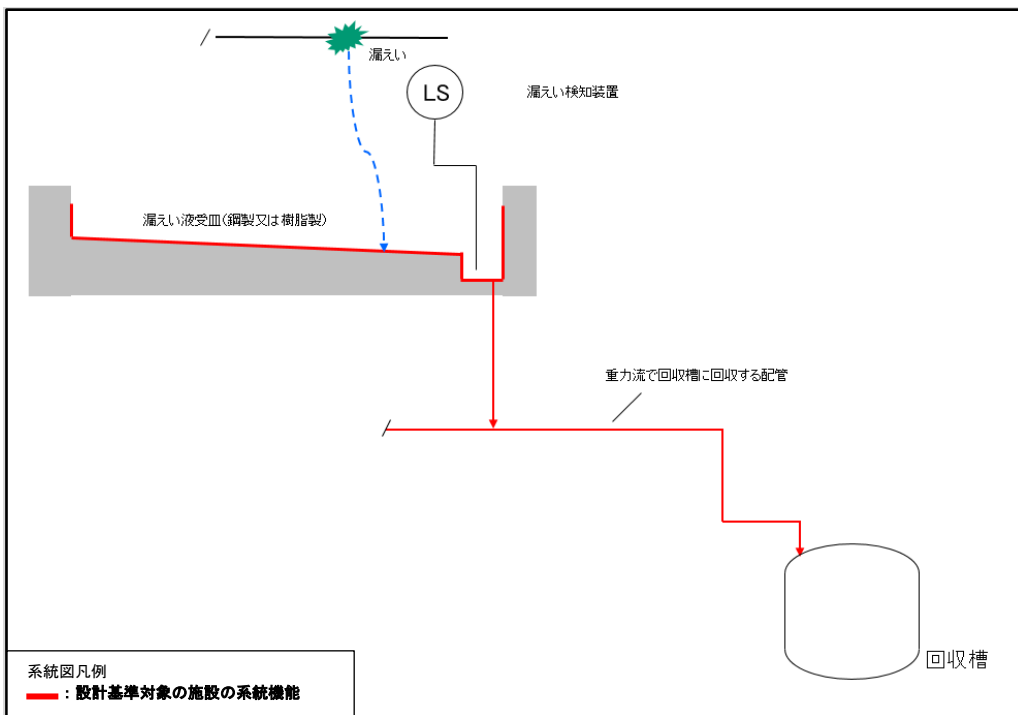 漏えい
LS
漏えい検知装置
漏えい液受皿(鋼製又は樹脂製)
重力流で回収槽に回収する配管
回収槽
系統図凡例
：設計基準対象の施設の系統機能